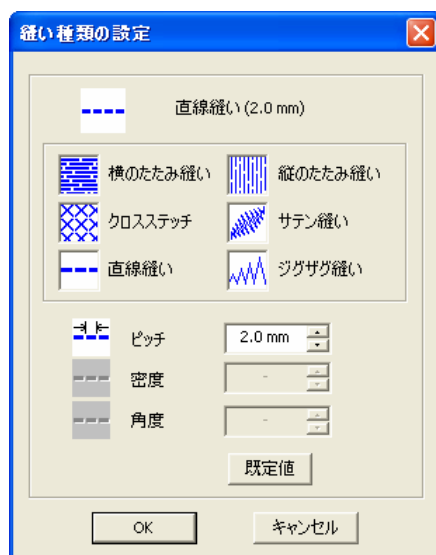 縫い種類の設定
直線縫い(2.0 mm)
横のたたみ縫い 縦のたたみ縫い
クロスステッチ サテン縫い
直線縫い ジグザグ縫い
ピッチ 2.0 mm
密度 -
角度 -
既定値
OK キャンセル